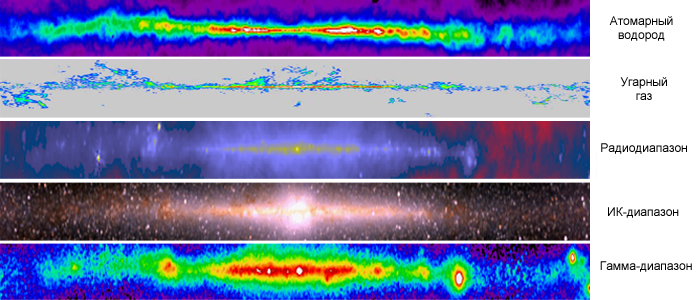 Атомарный
водород
Угарный
газ
Радиодиапазон
ИК-диапазон
Гамма-диапазон